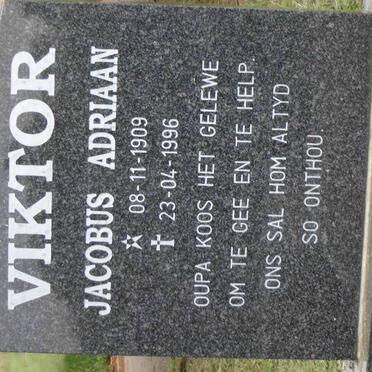 VIKTOR
JACOBUS ADRIAAN
☆ 08-11-1909
✝ 23-04-1996
OUPA KOOS HET GELEWE
OM TE GEE EN TE HELP.
ONS SAL HOM ALTYD
SO ONTHOU.